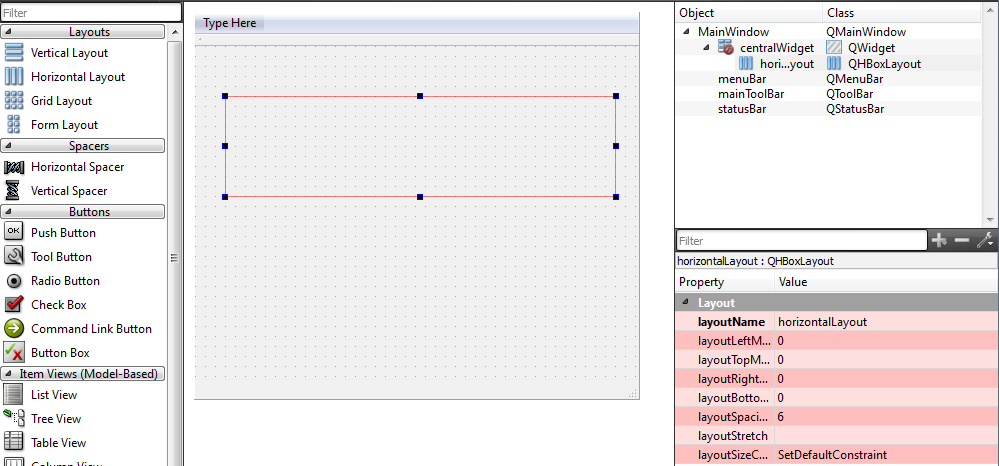 Filter
Layouts
Vertical Layout
Horizontal Layout
Grid Layout
Form Layout
Spacers
Horizontal Spacer
Vertical Spacer
Buttons
Push Button
OK
Tool Button
Radio Button
Check Box
Command Link Button
Button Box
Item Views (Model-Based)
List View
Tree View
Table View
Column View
Type Here
Object Class
MainWindow QMainWindow
centralWidget QWidget
hori...yout QHBoxLayout
menuBar QMenuBar
mainToolBar QToolBar
statusBar QStatusBar
Filter
horizontalLayout : QHBoxLayout
Property Value
Layout
layoutName horizontalLayout
layoutLeftM... 0
layoutTopM... 0
layoutRight... 0
layoutBotto... 0
layoutSpaci... 6
layoutStretch
layoutSizeC... SetDefaultConstraint